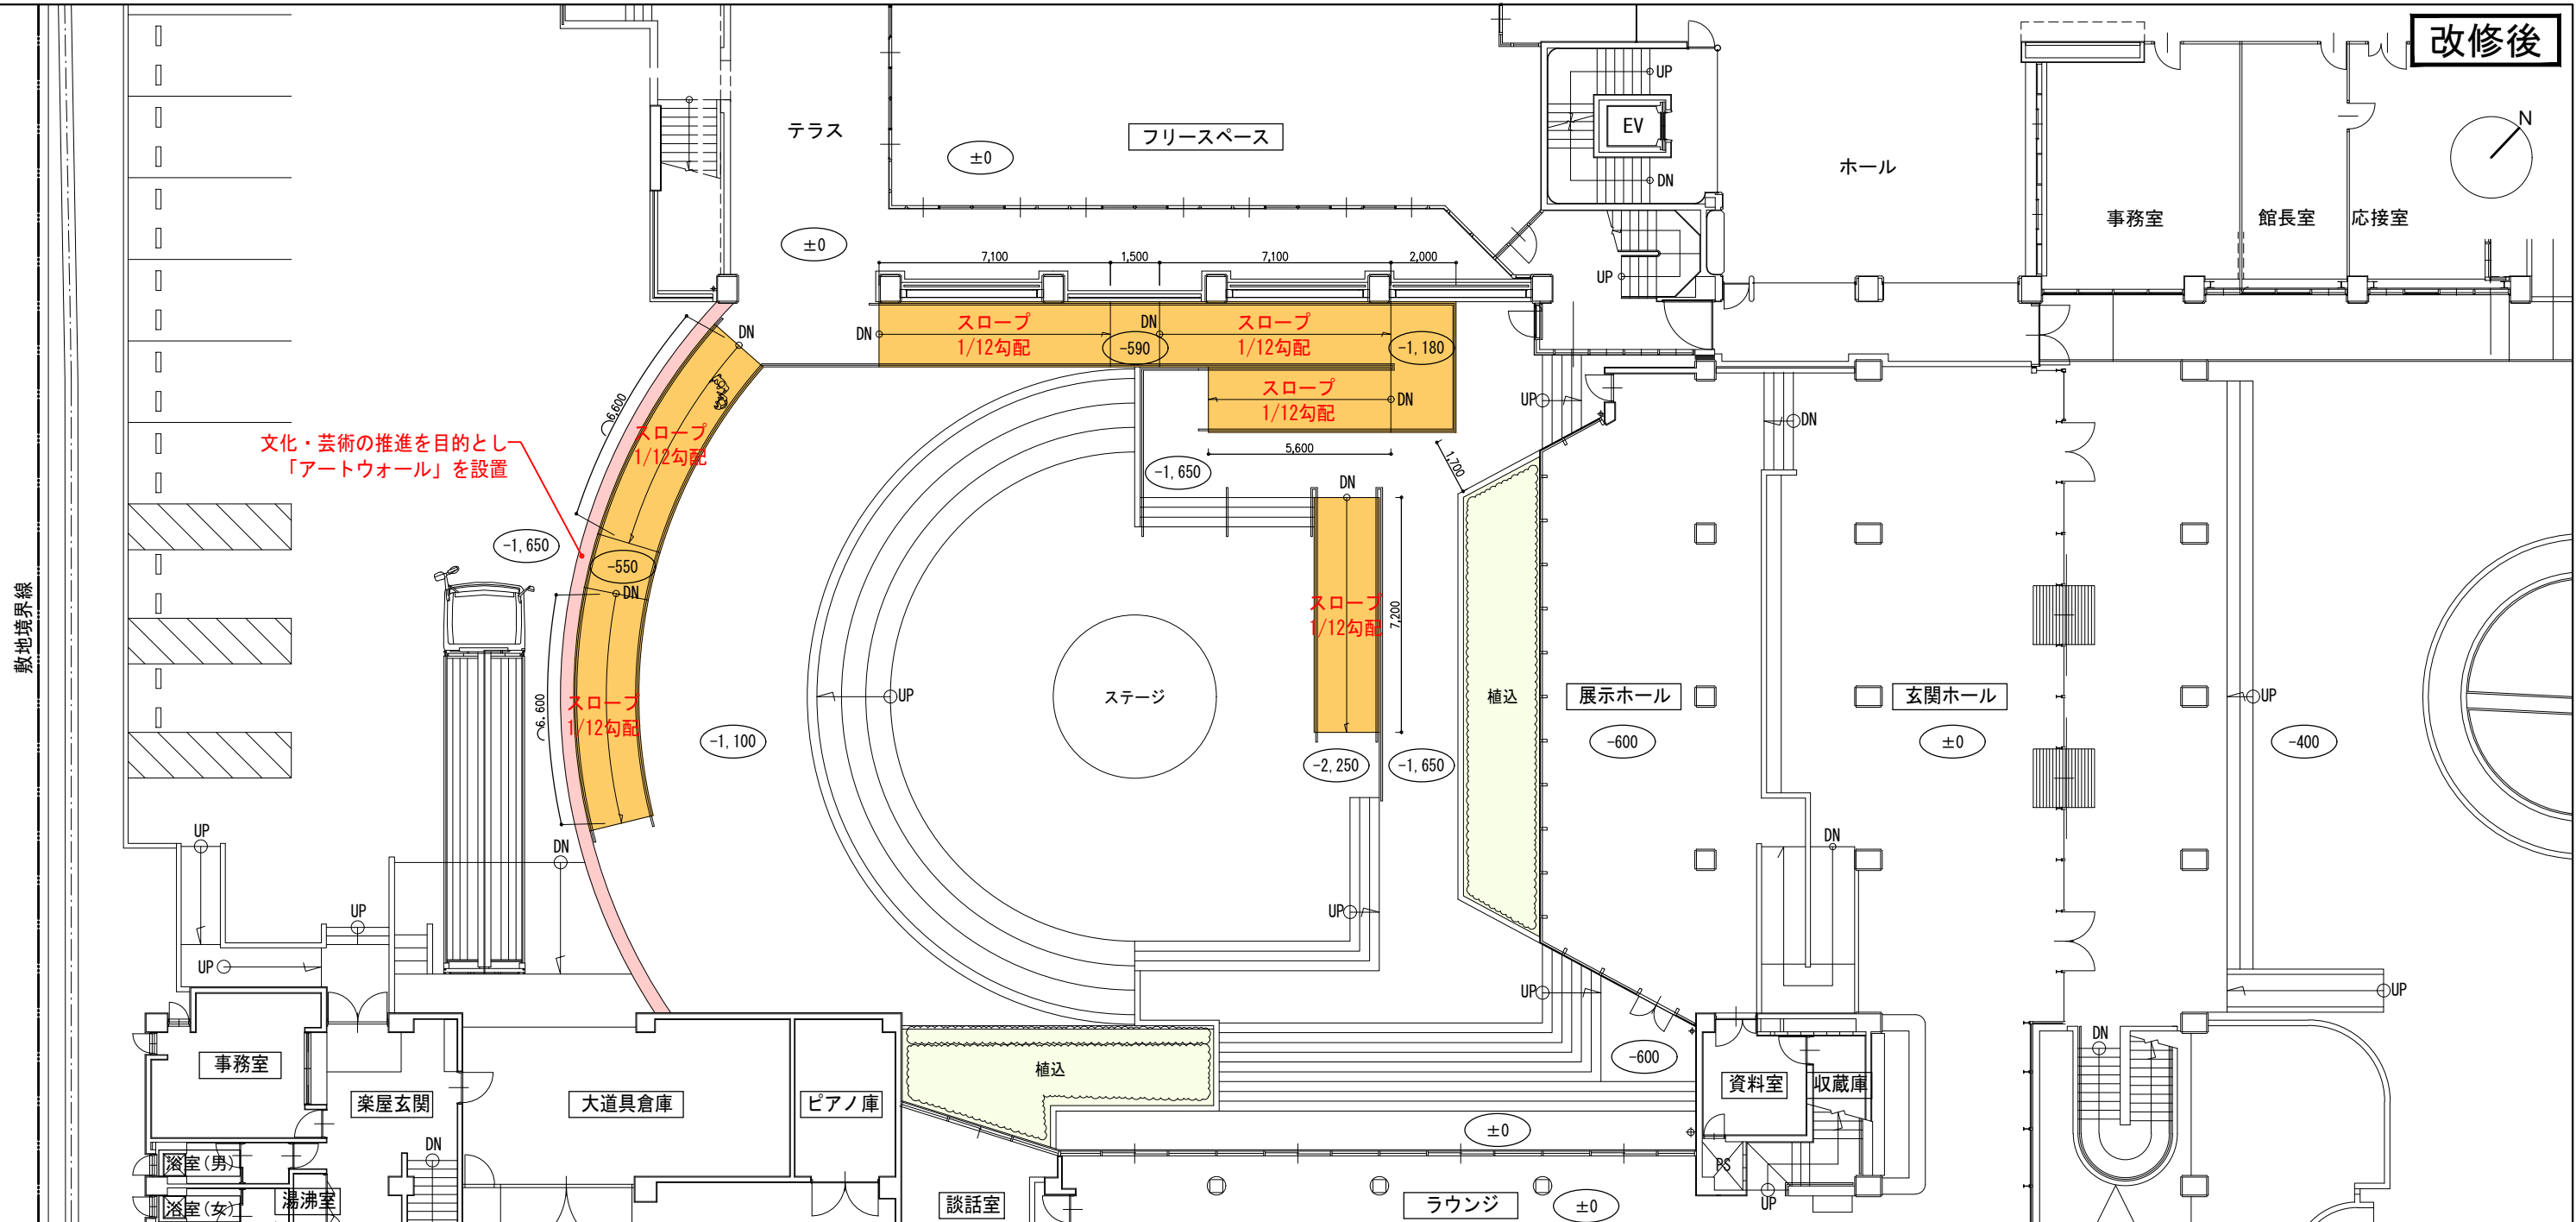 改修後
N
UP
EV
DN
テラス
フリースペース
±0
ホール
事務室
館長室
応接室
±0
UP
7,100
1,500
7,100
2,000
DN
DN
スロープ
1/12勾配
-590
DN
スロープ
1/12勾配
-1,180
スロープ
1/12勾配
DN
5,600
UP
DN
6,600
スロープ
1/12勾配
文化・芸術の推進を目的とし
「アートウォール」を設置
-1,650
1,700
-1,650
DN
-550
DN
スロープ
1/12勾配
7,200
敷地境界線
6,600
スロープ
1/12勾配
UP
ステージ
植込
展示ホール
玄関ホール
UP
-1,100
-600
±0
-400
-2,250
-1,650
UP
DN
DN
UP
UP
UP
UP
UP
DN
事務室
植込
-600
資料室
収蔵庫
楽屋玄関
大道具倉庫
ピアノ庫
±0
DN
浴室(男)
PS
浴室(女)
湯沸室
談話室
ラウンジ
±0
UP